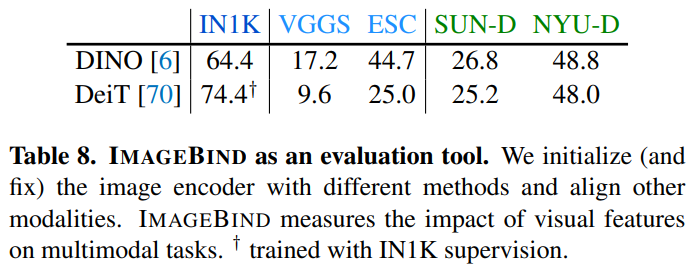 IN1K VGGS ESC SUN-D NYU-D
DINO [6] 64.4 17.2 44.7 26.8 48.8
DeiT [70] 74.4† 9.6 25.0 25.2 48.0
Table 8. IMAGEBIND as an evaluation tool. We initialize (and
fix) the image encoder with different methods and align other
modalities. IMAGEBIND measures the impact of visual features
on multimodal tasks. † trained with IN1K supervision.